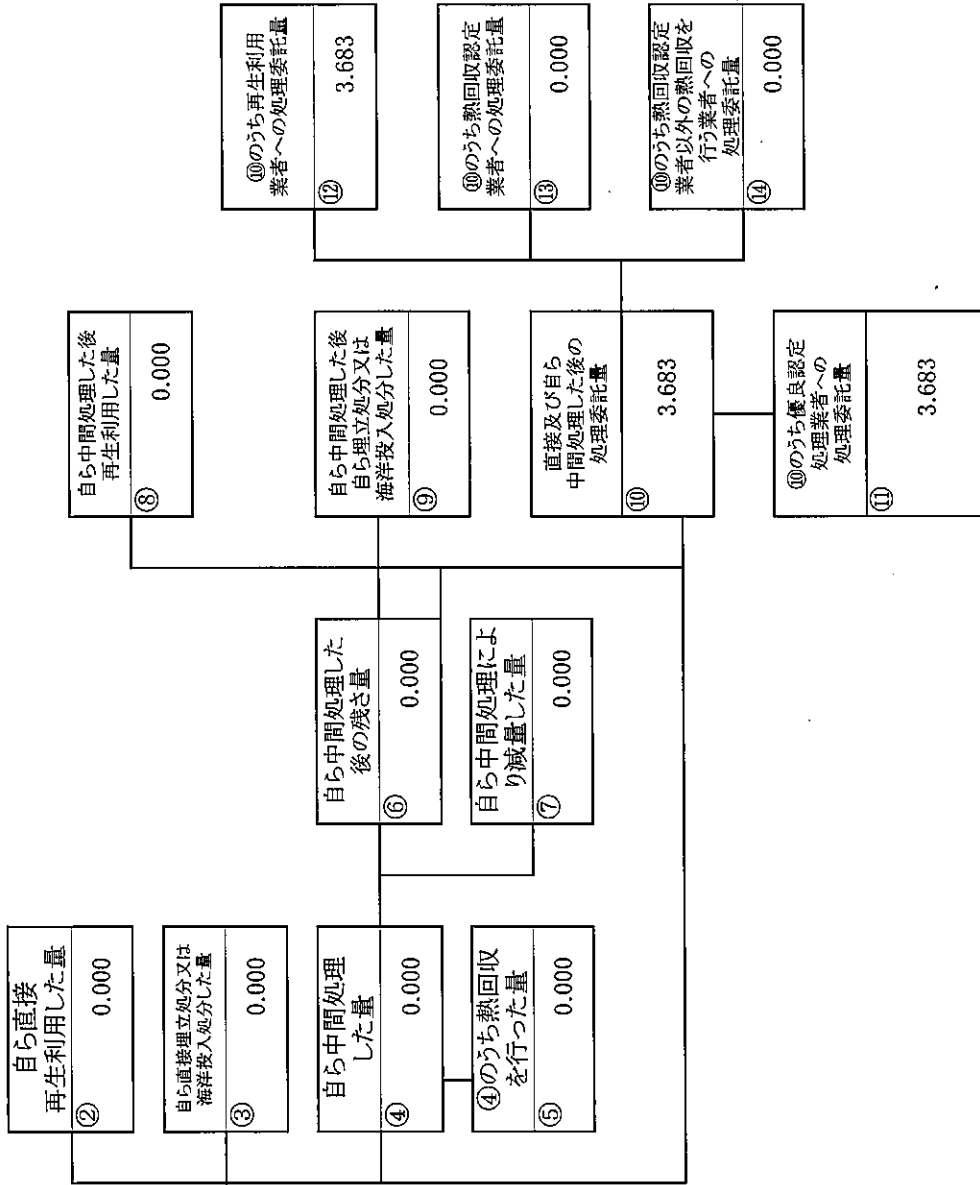 自ら直接
再生利用した量
②
0.000
自ら直接埋立処分又は
海洋投入処分した量
③
0.000
自ら中間処理
した量
④
0.000
④のうち熱回収
を行った量
⑤
0.000
自ら中間処理した
後の残さ量
⑥
0.000
自ら中間処理によ
り減量した量
⑦
0.000
自ら中間処理した後
再生利用した量
⑧
0.000
自ら中間処理した後
自ら埋立処分又は
海洋投入処分した量
⑨
0.000
直接及び自ら
中間処理した後の
処理委託量
⑩
3.683
⑩のうち優良認定
処理業者への
処理委託量
⑪
3.683
⑩のうち再生利用
業者への処理委託量
⑫
3.683
⑩のうち熱回収認定
業者への処理委託量
⑬
0.000
⑩のうち熱回収認定
業者以外の熱回収を
行う業者への
処理委託量
⑭
0.000